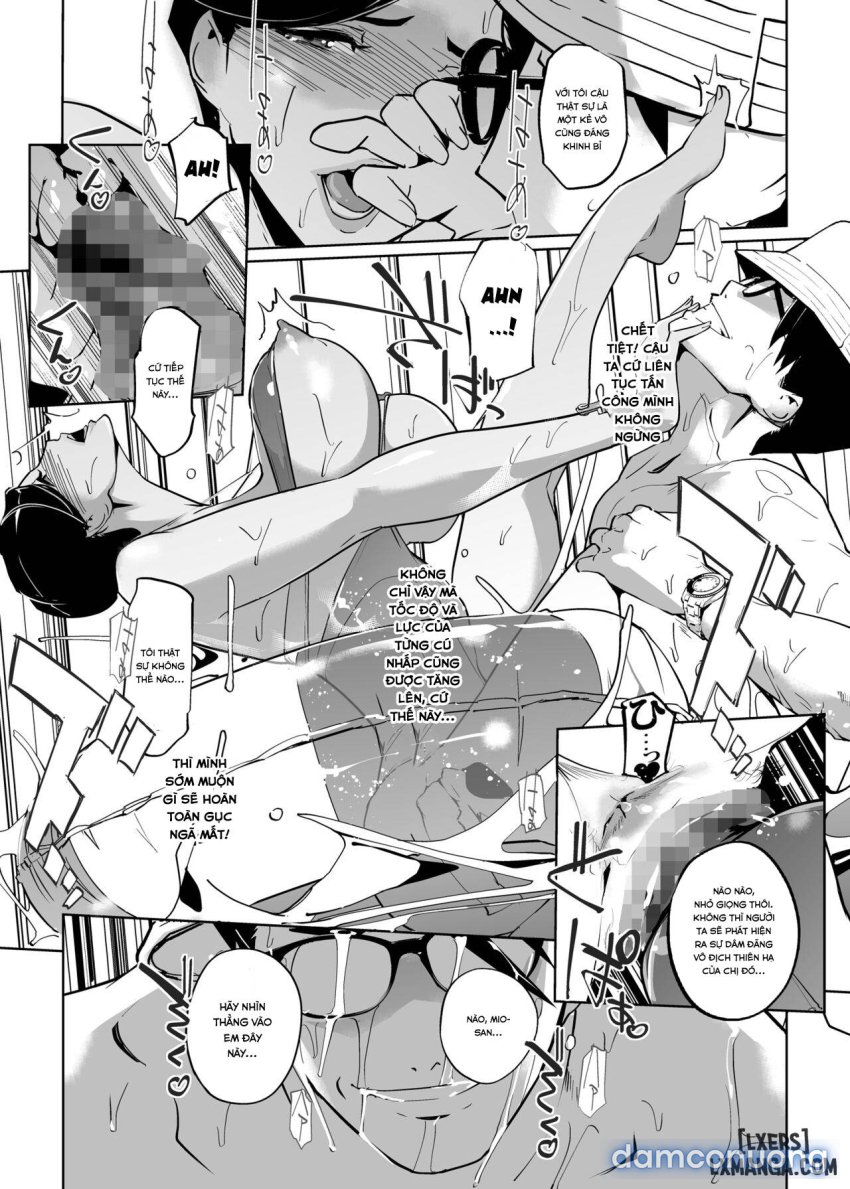 VỚI TÔI CẬU
THẬT SỰ LÀ
MỘT KẺ VÔ
CÙNG ĐÁNG
KHINH BỈ
AH!
AHN
...!
CỨ TIẾP
TỤC THẾ
NÀY...
CHẾT
TIỆT! CẬU
TA CỨ LIÊN
TỤC TẤN
CÔNG MÌNH
KHÔNG
NGỪNG
KHÔNG
CHỈ VẬY MÀ
TỐC ĐỘ VÀ
LỰC CỦA
TỪNG CÚ
NHẤP CŨNG
ĐƯỢC TĂNG
LÊN, CỨ
THẾ NÀY...
TÔI THẬT
SỰ KHÔNG
THỂ NÀO...
THÌ MÌNH
SỚM MUỘN
GÌ SẼ HOÀN
TOÀN GỤC
NGÃ MẤT!
ひ…っ
NÀO NÀO,
NHỎ GIỌNG THÔI.
KHÔNG THÌ NGƯỜI
TA SẼ PHÁT HIỆN
RA SỰ DÂM ĐÃNG
VÔ ĐỊCH THIÊN HẠ
CỦA CHỊ ĐÓ...
NÀO, MIO-
SAN...
HÃY NHÌN
THẲNG VÀO
EM ĐÂY
NÀY...
[LXERS]
LXMANGA.COM
damconuong